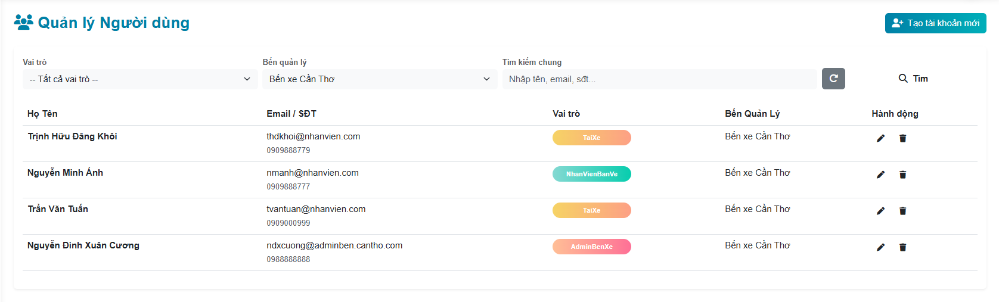 Quản lý Người dùng
Tạo tài khoản mới
Vai trò
Bến quản lý
Tìm kiếm chung
-- Tất cả vai trò --
Bến xe Cần Thơ
Nhập tên, email, sđt...
Tìm
Họ Tên Email / SĐT Vai trò Bến Quản Lý Hành động
Trịnh Hữu Đăng Khôi thdkhoi@nhanvien.com TaiXe Bến xe Cần Thơ
0909888779
Nguyễn Minh Ánh nmanh@nhanvien.com NhanVienBanVe Bến xe Cần Thơ
0909888777
Trần Văn Tuấn tvantuan@nhanvien.com TaiXe Bến xe Cần Thơ
0909000999
Nguyễn Đình Xuân Cương ndxcuong@adminben.cantho.com AdminBenXe Bến xe Cần Thơ
0988888888